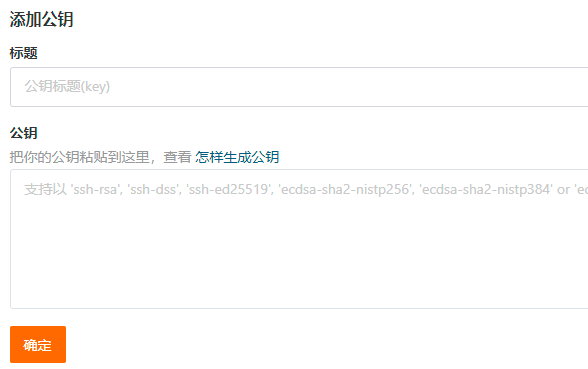 添加公钥
标题
公钥标题(key)
公钥
把你的公钥粘贴到这里，查看 怎样生成公钥
支持以 'ssh-rsa', 'ssh-dss', 'ssh-ed25519', 'ecdsa-sha2-nistp256', 'ecdsa-sha2-nistp384' or 'ec
确定